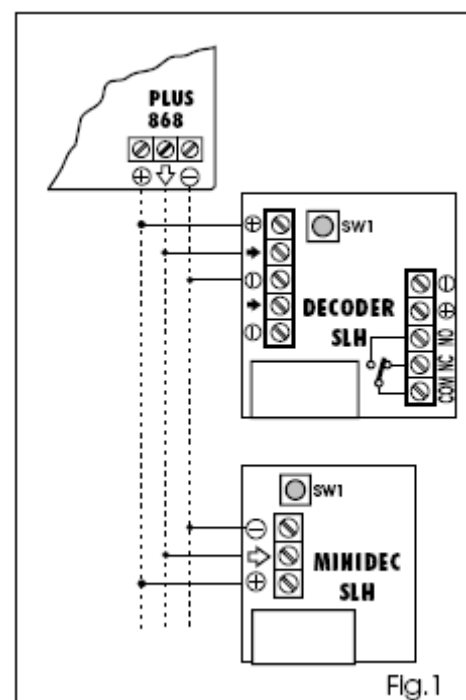 PLUS
868
SW1
DECODER
SLH
NO
NC
COM
SW1
MINIDEC
SLH
Fig.1